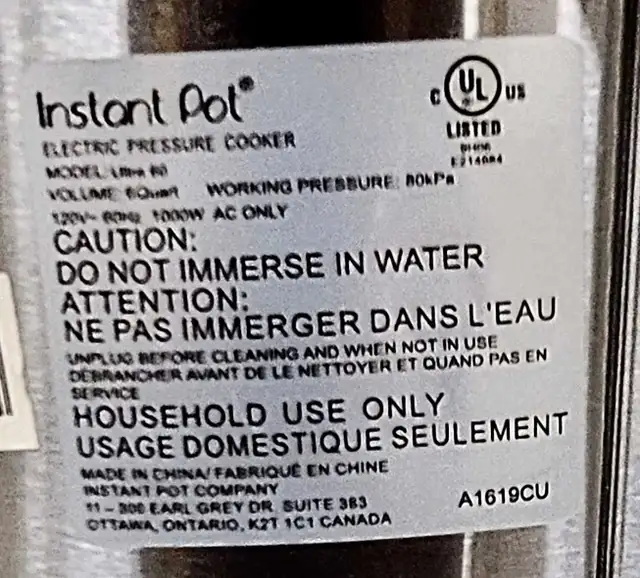 Instant Pot®
C UL US
LISTED
ELECTRIC PRESSURE COOKER
MODEL: Ultra 60
VOLUME: 6Quart WORKING PRESSURE: 80kPa
120V~ 60Hz 1000W AC ONLY
CAUTION:
DO NOT IMMERSE IN WATER
ATTENTION:
NE PAS IMMERGER DANS L'EAU
UNPLUG BEFORE CLEANING AND WHEN NOT IN USE
DÉBRANCHER AVANT DE LE NETTOYER ET QUAND PAS EN
SERVICE
HOUSEHOLD USE ONLY
USAGE DOMESTIQUE SEULEMENT
MADE IN CHINA/ FABRIQUÉ EN CHINE
INSTANT POT COMPANY
11 – 300 EARL GREY DR. SUITE 383
OTTAWA, ONTARIO, K2T 1C1 CANADA
A1619CU